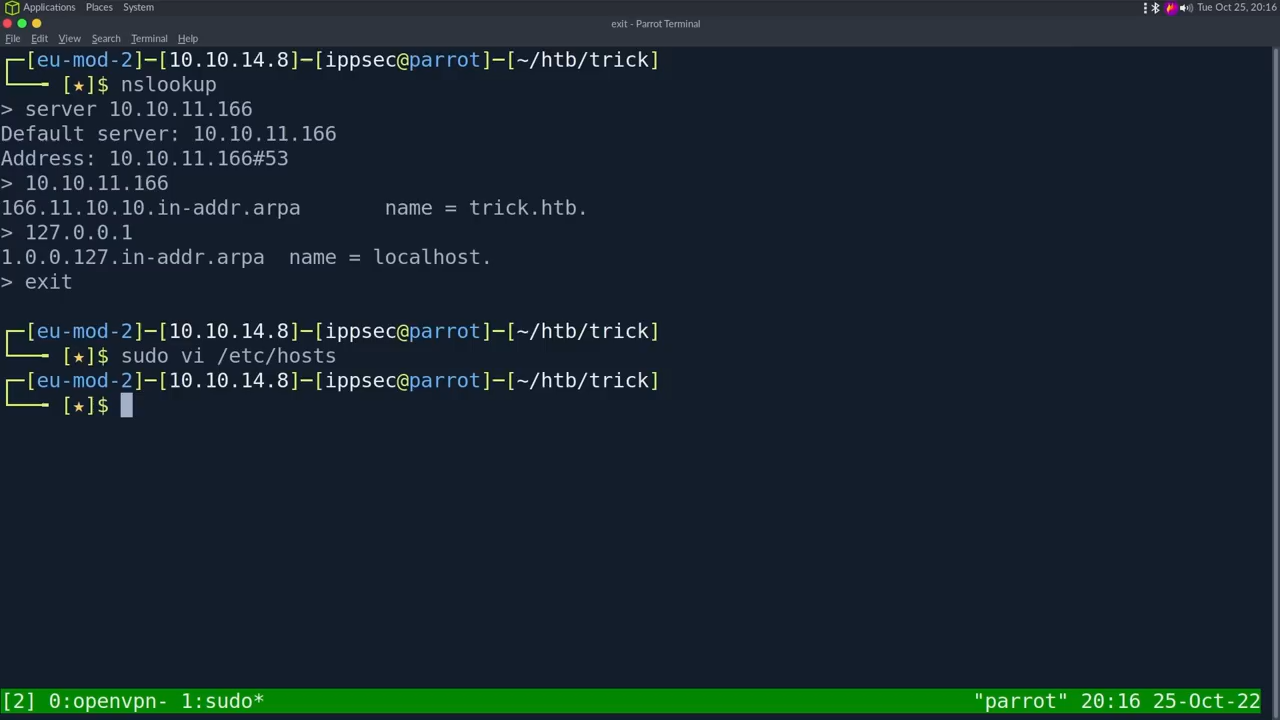 Applications Places System Tue Oct 25, 20:16
exit - Parrot Terminal
File Edit View Search Terminal Help
┌─[eu-mod-2]─[10.10.14.8]─[ippsec@parrot]─[~/htb/trick]
└──╼ [★]$ nslookup
> server 10.10.11.166
Default server: 10.10.11.166
Address: 10.10.11.166#53
> 10.10.11.166
166.11.10.10.in-addr.arpa       name = trick.htb.
> 127.0.0.1
1.0.0.127.in-addr.arpa  name = localhost.
> exit
┌─[eu-mod-2]─[10.10.14.8]─[ippsec@parrot]─[~/htb/trick]
└──╼ [★]$ sudo vi /etc/hosts
┌─[eu-mod-2]─[10.10.14.8]─[ippsec@parrot]─[~/htb/trick]
└──╼ [★]$
[2] 0:openvpn- 1:sudo* "parrot" 20:16 25-Oct-22